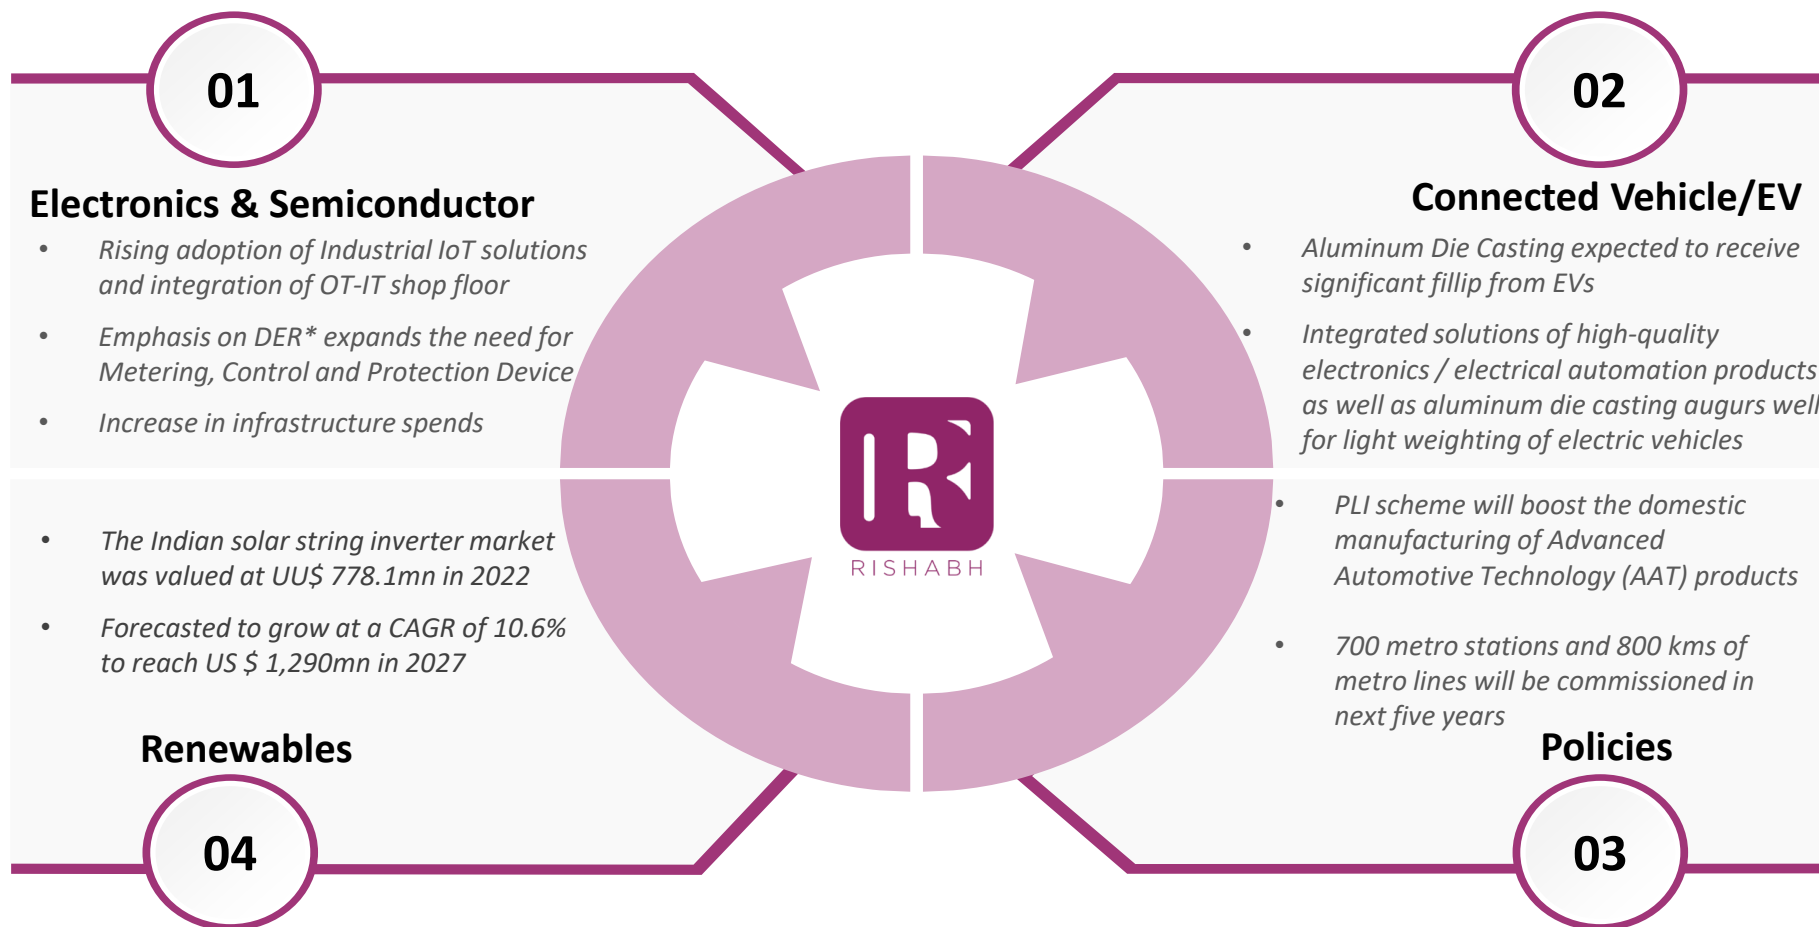 01
Electronics & Semiconductor
• Rising adoption of Industrial IoT solutions
and integration of OT-IT shop floor
• Emphasis on DER* expands the need for
Metering, Control and Protection Device
• Increase in infrastructure spends
02
Connected Vehicle/EV
• Aluminum Die Casting expected to receive
significant fillip from EVs
• Integrated solutions of high-quality
electronics / electrical automation products
as well as aluminum die casting augurs well
for light weighting of electric vehicles
RISHABH
• PLI scheme will boost the domestic
manufacturing of Advanced
Automotive Technology (AAT) products
• 700 metro stations and 800 kms of
metro lines will be commissioned in
next five years
Policies
03
• The Indian solar string inverter market
was valued at UU$ 778.1mn in 2022
• Forecasted to grow at a CAGR of 10.6%
to reach US $ 1,290mn in 2027
Renewables
04